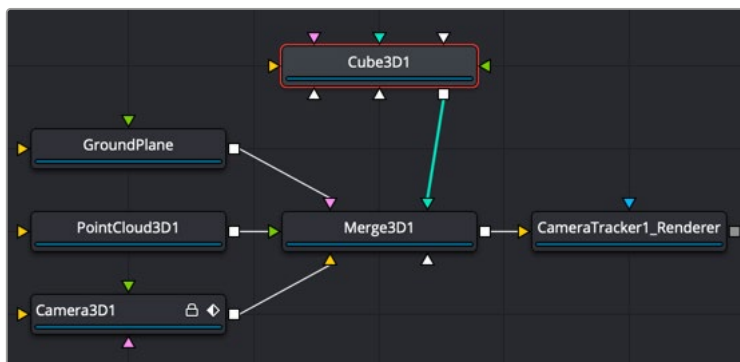 Cube3D1
GroundPlane
PointCloud3D1
Merge3D1
CameraTracker1_Renderer
Camera3D1